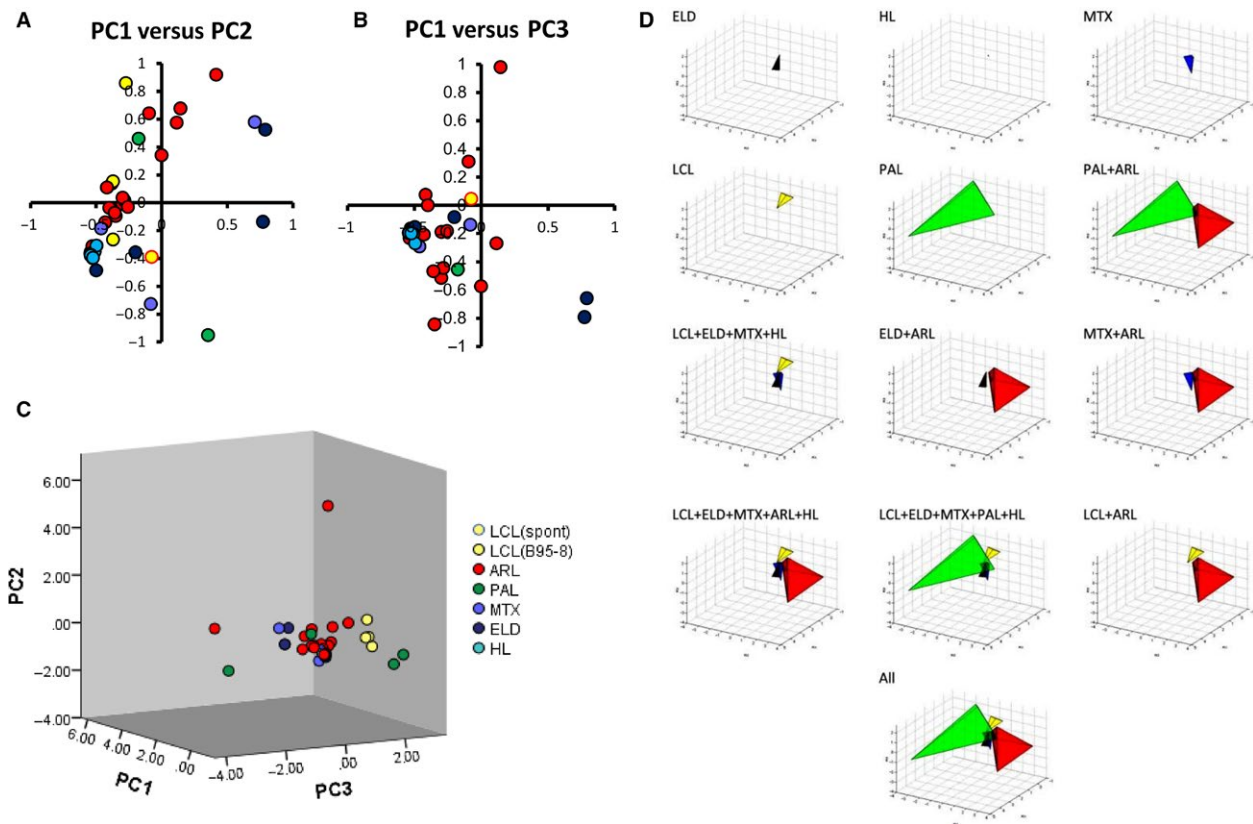 A
PC1 versus PC2
1
0.8
0.6
0.4
0.2
0
−1
−0.5
0
0.5
1
−0.2
−0.4
−0.6
−0.8
−1
B
PC1 versus PC3
1
0.8
0.6
0.4
0.2
0
−1
−0.5
0
0.5
1
−0.2
−0.4
−0.6
−0.8
−1
C
PC2
6.00
4.00
2.00
.00
−2.00
−4.00
6.00 4.00 2.00 .00
PC1
−4.00 −2.00 .00 2.00
PC3
LCL(spont)
LCL(B95-8)
ARL
PAL
MTX
ELD
HL
D
ELD HL MTX
LCL PAL PAL+ARL
LCL+ELD+MTX+HL ELD+ARL MTX+ARL
LCL+ELD+MTX+ARL+HL LCL+ELD+MTX+PAL+HL LCL+ARL
All